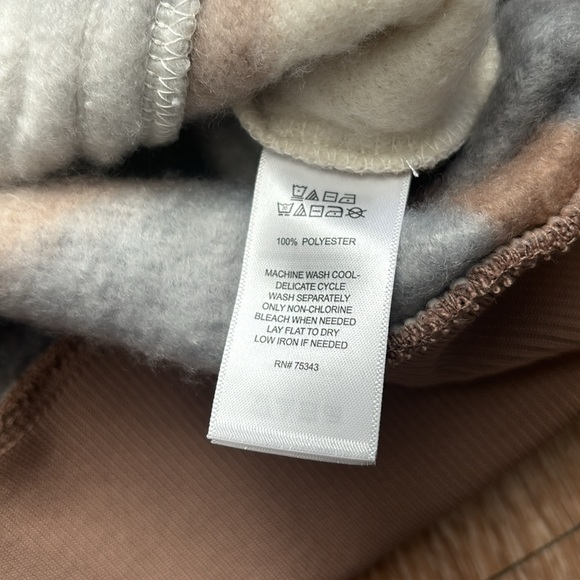 100% POLYESTER
MACHINE WASH COOL-
DELICATE CYCLE
WASH SEPARATELY
ONLY NON-CHLORINE
BLEACH WHEN NEEDED
LAY FLAT TO DRY
LOW IRON IF NEEDED
RN# 75343